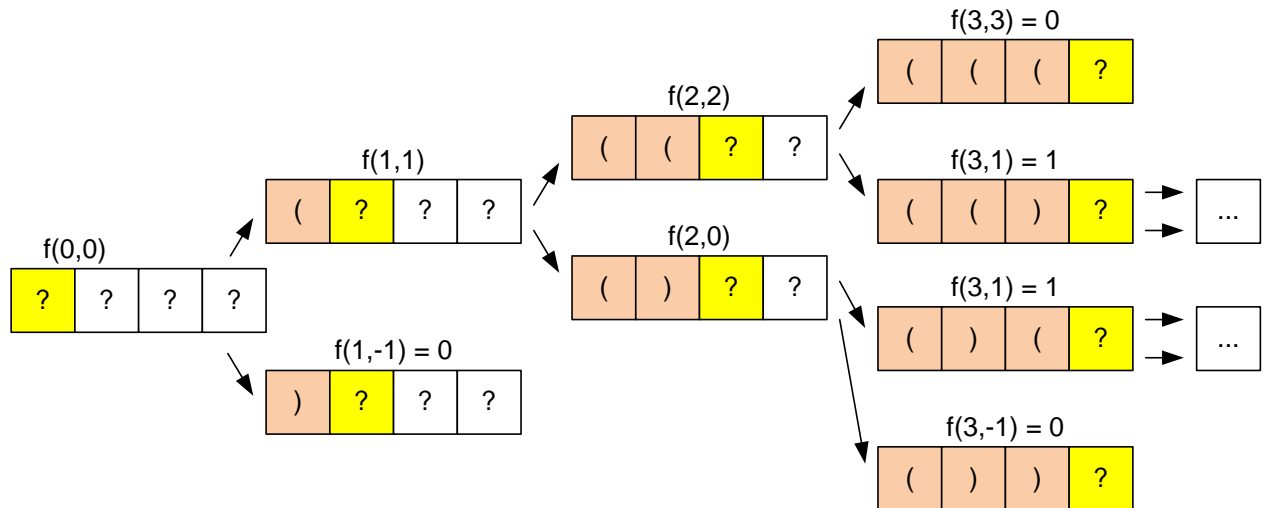 f(0,0)
? ? ? ?
f(1,1)
( ? ? ?
f(1,-1) = 0
) ? ? ?
f(2,2)
( ( ? ?
f(2,0)
( ) ? ?
f(3,3) = 0
( ( ( ?
f(3,1) = 1
( ( ) ?
...
f(3,1) = 1
( ) ( ?
...
f(3,-1) = 0
( ) ) ?